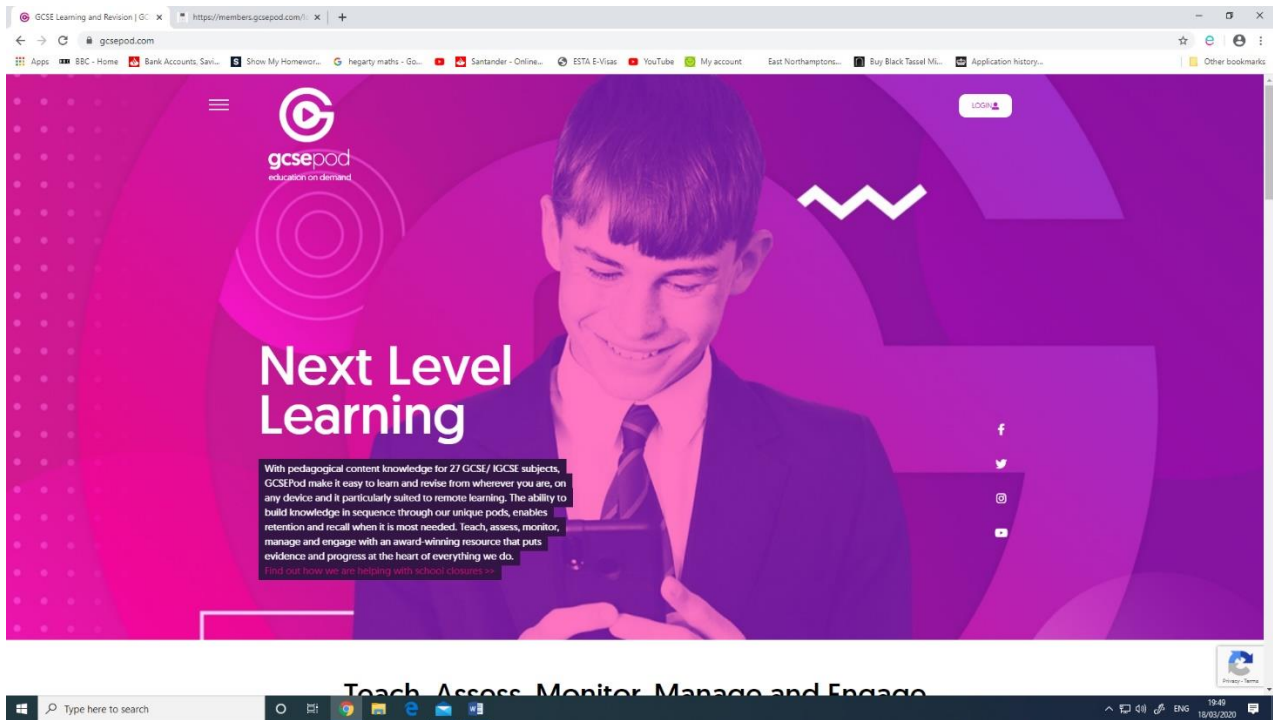 GCSE Learning and Revision | GC
https://members.gcsepod.com/
gcsepod.com
Apps BBC - Home Bank Accounts, Savi... Show My Homewor... hegarty maths - Go... Santander - Online... ESTA E-Visas YouTube My account East Northamptons... Buy Black Tassel Mi... Application history... Other bookmarks
LOGIN
gcsepod
education on demand
Next Level
Learning
With pedagogical content knowledge for 27 GCSE/ IGCSE subjects,
GCSEPod make it easy to learn and revise from wherever you are, on
any device and it particularly suited to remote learning. The ability to
build knowledge in sequence through our unique pods, enables
retention and recall when it is most needed. Teach, assess, monitor,
manage and engage with an award-winning resource that puts
evidence and progress at the heart of everything we do.
Find out how we are helping with school closures >>
Teach, Assess, Monitor, Manage and Engage
Privacy - Terms
Type here to search
ENG
19:49
18/03/2020